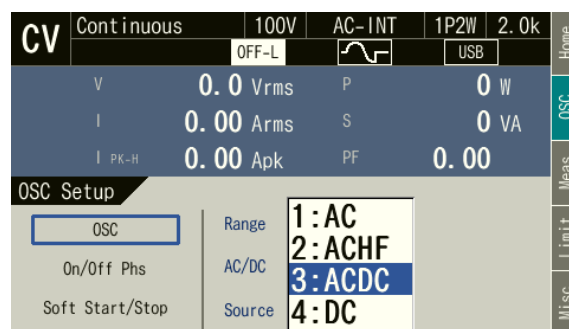 CV Continuous 100V AC-INT 1P2W 2.0k
OFF-L USB
V 0.0 Vrms P 0 W
I 0.00 Arms S 0 VA
I PK-H 0.00 Apk PF 0.00
OSC Setup
OSC
On/Off Phs
Soft Start/Stop
Range
AC/DC
Source
1:AC
2:ACHF
3:ACDC
4:DC
Home
OSC
Meas
Limit
Misc